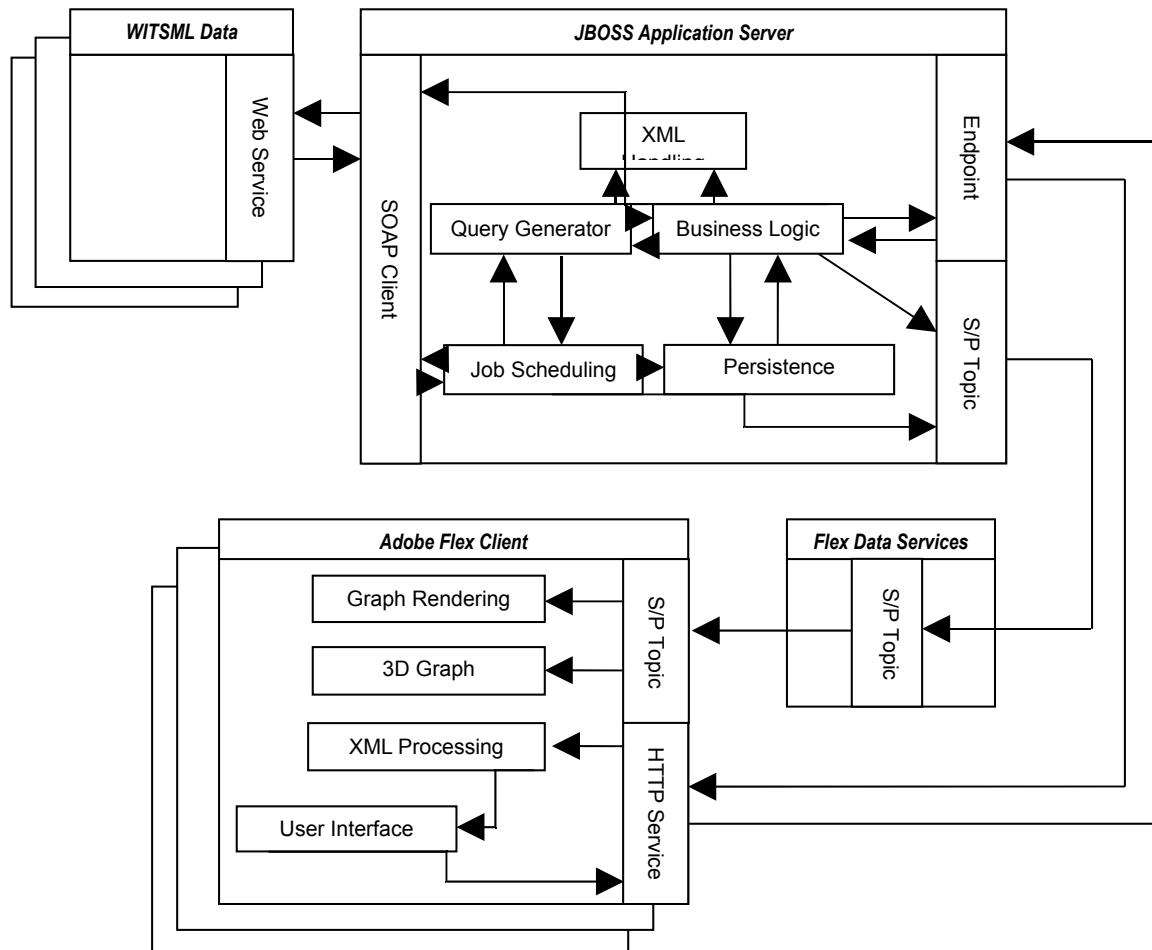 WITSML Data
Web Service
JBOSS Application Server
SOAP Client
XML
Handling
Query Generator
Business Logic
Job Scheduling
Persistence
Endpoint
S/P Topic
Adobe Flex Client
Graph Rendering
3D Graph
XML Processing
User Interface
S/P Topic
HTTP Service
Flex Data Services
S/P Topic